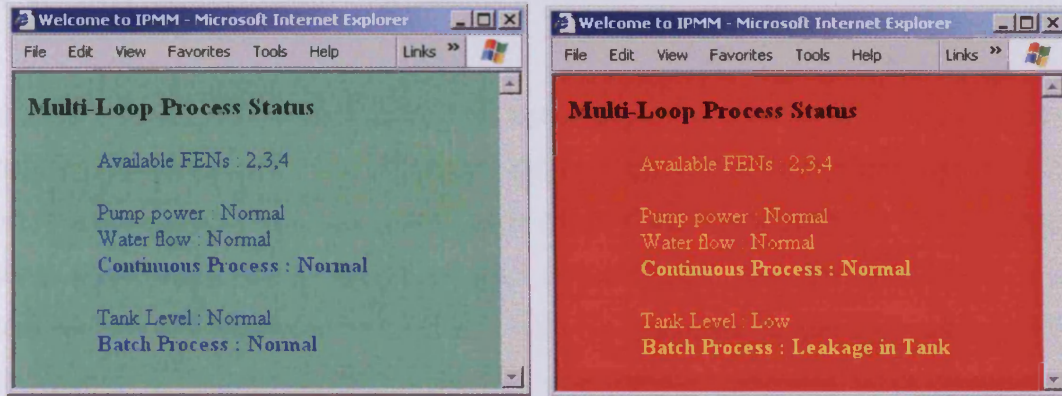 Welcome to IPMM - Microsoft Internet Explorer
File Edit View Favorites Tools Help Links »
Multi-Loop Process Status
Available FENs : 2,3,4
Pump power : Normal
Water flow : Normal
Continuous Process : Normal
Tank Level : Normal
Batch Process : Normal
Welcome to IPMM - Microsoft Internet Explorer
File Edit View Favorites Tools Help Links »
Multi-Loop Process Status
Available FENs : 2,3,4
Pump power : Normal
Water flow : Normal
Continuous Process : Normal
Tank Level : Low
Batch Process : Leakage in Tank